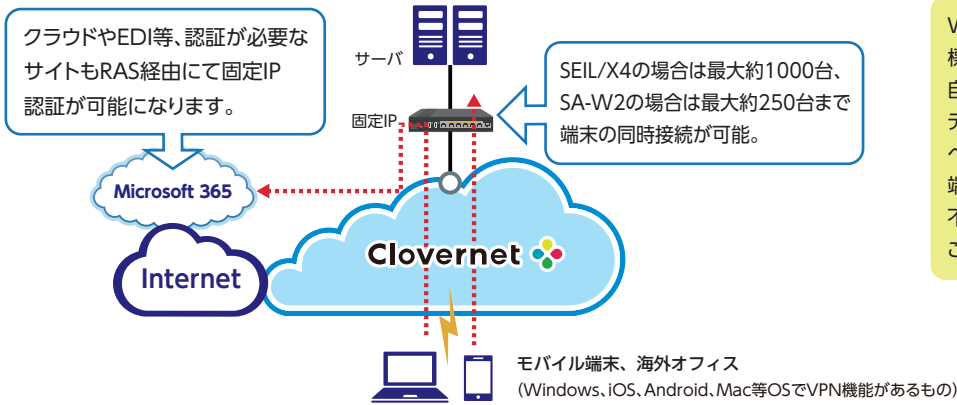 クラウドやEDI等、認証が必要な
サイトもRAS経由にて固定IP
認証が可能になります。
サーバ
固定IP
SEIL/X4の場合は最大約1000台、
SA-W2の場合は最大約250台まで
端末の同時接続が可能。
Microsoft 365
Internet
Clovernet
モバイル端末、海外オフィス
(Windows、iOS、Android、Mac等OSでVPN機能があるもの)
V
機
自
デ
～
端
不
こ